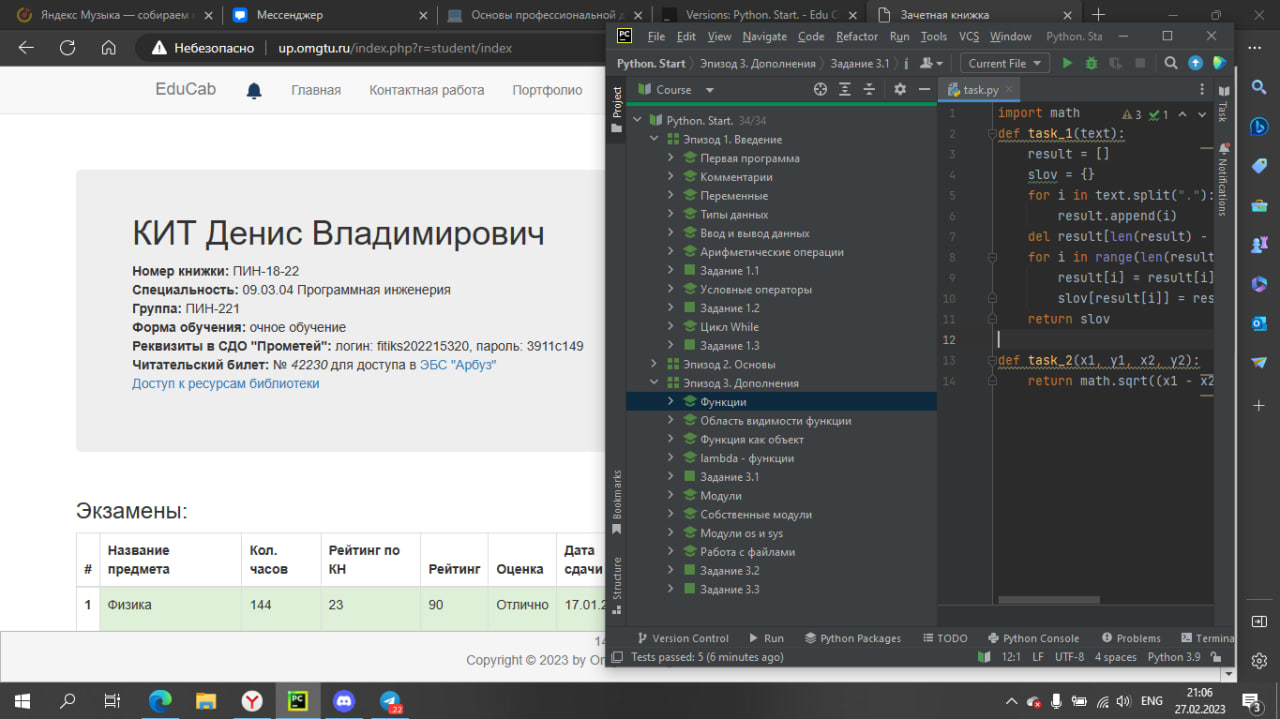 Яндекс Музыка — собираем
Мессенджер
Основы профессиональной д
Versions: Python. Start. - Edu C
Зачетная книжка
Небезопасно
up.omgtu.ru/index.php?r=student/index
EduCab
Главная
Контактная работа
Портфолио
КИТ Денис Владимирович
Номер книжки: ПИН-18-22
Специальность: 09.03.04 Программная инженерия
Группа: ПИН-221
Форма обучения: очное обучение
Реквизиты в СДО "Прометей": логин: fitiks202215320, пароль: 3911c149
Читательский билет: № 42230 для доступа в ЭБС "Арбуз"
Доступ к ресурсам библиотеки
Экзамены:
# Название предмета Кол. часов Рейтинг по КН Рейтинг Оценка Дата сдачи
1 Физика 144 23 90 Отлично 17.01.2
14
Copyright © 2023 by Om
PC File Edit View Navigate Code Refactor Run Tools VCS Window Python. Sta
Python. Start Эпизод 3. Дополнения Задание 3.1 Current File
Project
Course
task.py
Python. Start. 34/34
Эпизод 1. Введение
Первая программа
Комментарии
Переменные
Типы данных
Ввод и вывод данных
Арифметические операции
Задание 1.1
Условные операторы
Задание 1.2
Цикл While
Задание 1.3
Эпизод 2. Основы
Эпизод 3. Дополнения
Функции
Область видимости функции
Функция как объект
lambda - функции
Задание 3.1
Модули
Собственные модули
Модули os и sys
Работа с файлами
Задание 3.2
Задание 3.3
Bookmarks
Structure
1 import math 3 1
2 def task_1(text):
3 result = []
4 slov = {}
5 for i in text.split("."):
6 result.append(i)
7 del result[len(result) -
8 for i in range(len(result
9 result[i] = result[i]
10 slov[result[i]] = res
11 return slov
12
13 def task_2(x1, y1, x2, y2):
14 return math.sqrt((x1 - x2
Task
Notifications
Version Control Run Python Packages TODO Python Console Problems Termina
Tests passed: 5 (6 minutes ago) 12:1 LF UTF-8 4 spaces Python 3.9
22
ENG
21:06
27.02.2023
3